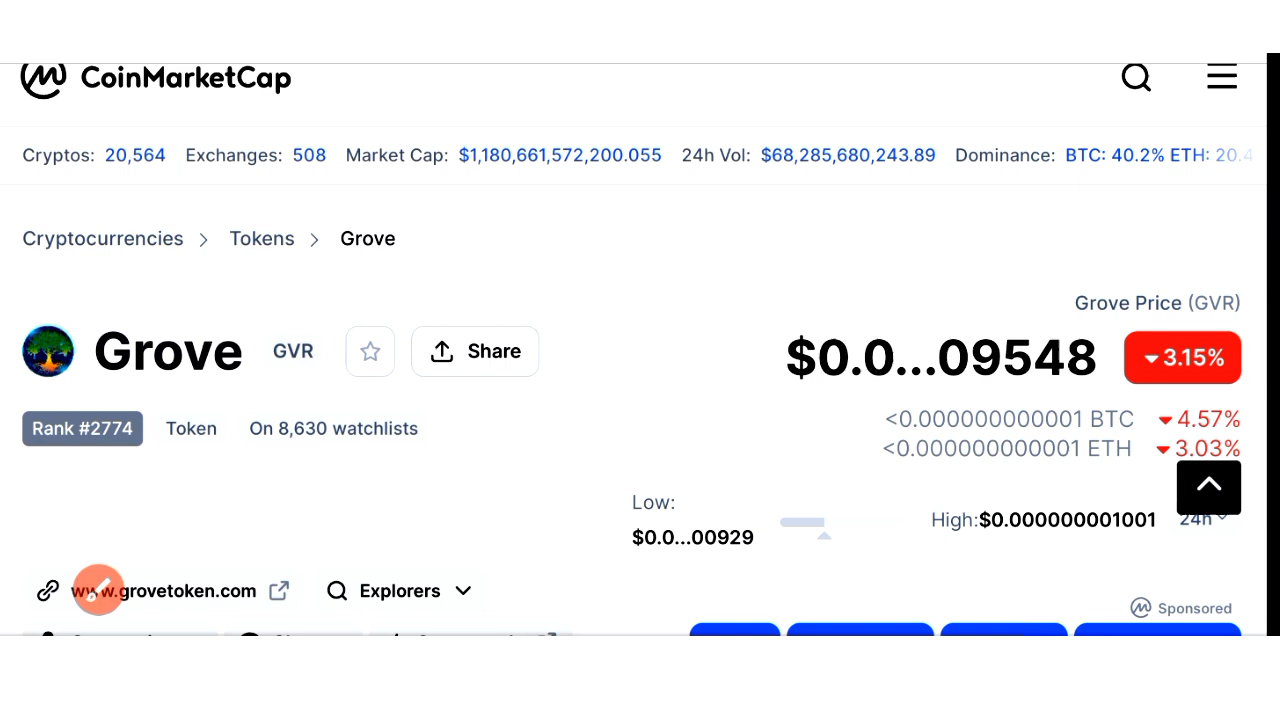 CoinMarketCap
Cryptos: 20,564 Exchanges: 508 Market Cap: $1,180,661,572,200.055 24h Vol: $68,285,680,243.89 Dominance: BTC: 40.2% ETH: 20.4
Cryptocurrencies > Tokens > Grove
Grove Price (GVR)
Grove GVR Share
$0.0...09548 3.15%
Rank #2774 Token On 8,630 watchlists
<0.000000000001 BTC 4.57%
<0.000000000001 ETH 3.03%
Low:
$0.0...00929
High:$0.000000001001 24h
www.grovetoken.com Explorers
Sponsored